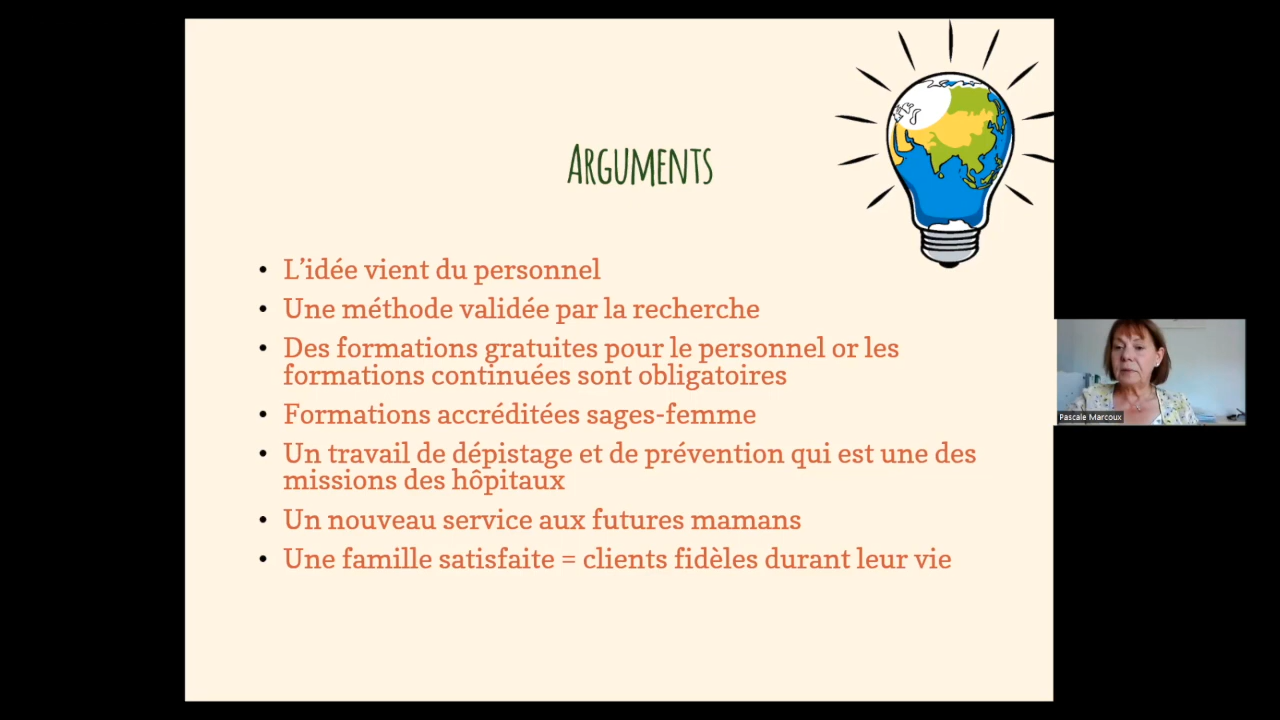 Arguments
• L’idée vient du personnel
• Une méthode validée par la recherche
• Des formations gratuites pour le personnel or les
formations continuées sont obligatoires
• Formations accréditées sages-femme
• Un travail de dépistage et de prévention qui est une des
missions des hôpitaux
• Un nouveau service aux futures mamans
• Une famille satisfaite = clients fidèles durant leur vie
Pascale Marcoux